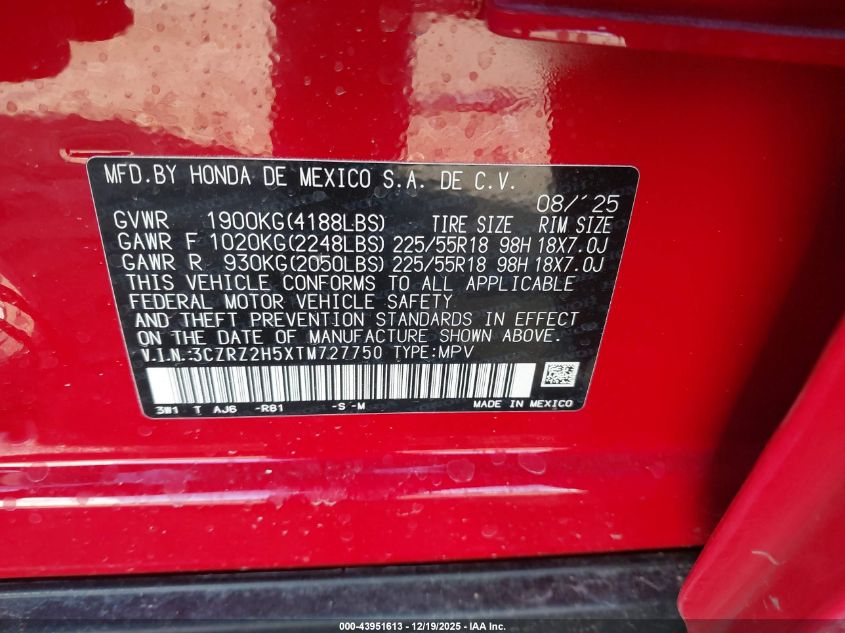 MFD.BY HONDA DE MEXICO S.A. DE C.V.
08/'25
GVWR 1900KG(4188LBS) TIRE SIZE RIM SIZE
GAWR F 1020KG(2248LBS) 225/55R18 98H 18X7.0J
GAWR R 930KG(2050LBS) 225/55R18 98H 18X7.0J
THIS VEHICLE CONFORMS TO ALL APPLICABLE
FEDERAL MOTOR VEHICLE SAFETY
AND THEFT PREVENTION STANDARDS IN EFFECT
ON THE DATE OF MANUFACTURE SHOWN ABOVE.
V.I.N.:3CZRZ2H5XTM727750 TYPE:MPV
3W1 T AJ6 -R81 -S -M MADE IN MEXICO
000-43951613 - 12/19/2025 - IAA Inc.